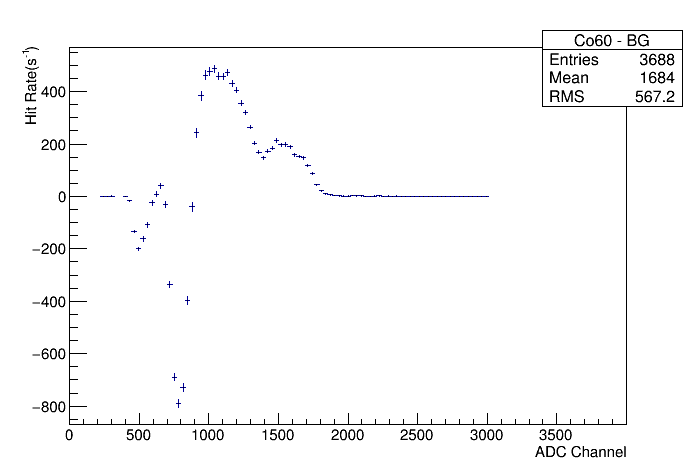 Co60 - BG
Entries 3688
Mean 1684
RMS 567.2
Hit Rate(s⁻¹)
400
200
0
−200
−400
−600
−800
0 500 1000 1500 2000 2500 3000 3500
ADC Channel